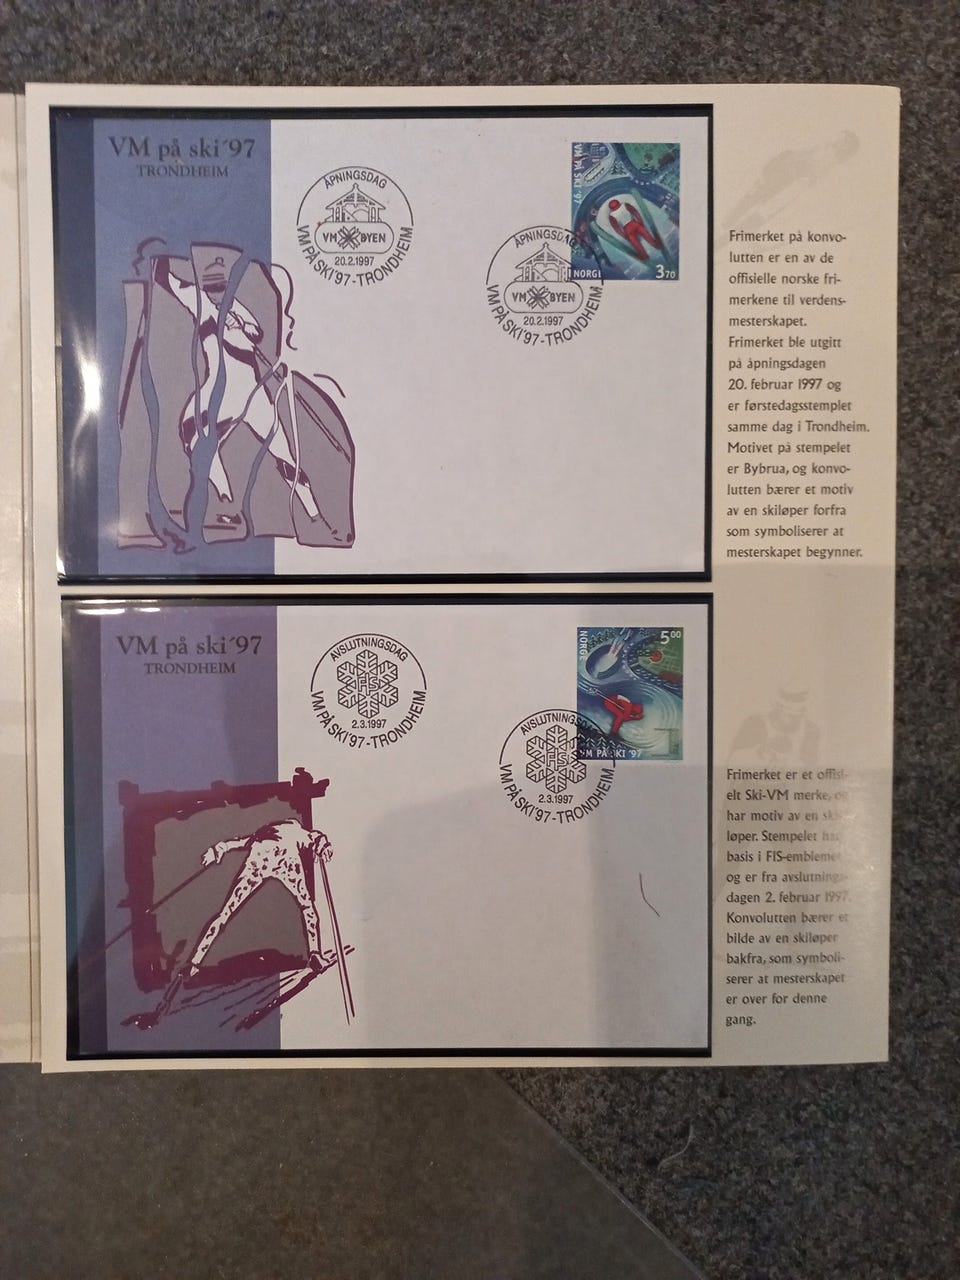 VM på ski´97
TRONDHEIM
ÅPNINGSDAG
VM BYEN
20.2.1997
VM PÅ SKI'97-TRONDHEIM
ÅPNINGSDAG
VM BYEN
20.2.1997
VM PÅ SKI'97-TRONDHEIM
VM PÅ SKI '97
NORGE
3 70
Frimerket på konvo-
lutten er en av de
offisielle norske fri-
merkene til verdens-
mesterskapet.
Frimerket ble utgitt
på åpningsdagen
20. februar 1997 og
er førstedagsstemplet
samme dag i Trondheim.
Motivet på stempelet
er Bybrua, og konvo-
lutten bærer et motiv
av en skiløper forfra
som symboliserer at
mesterskapet begynner.
VM på ski´97
TRONDHEIM
AVSLUTNINGSDAG
FIS
2.3.1997
VM PÅ SKI'97-TRONDHEIM
AVSLUTNINGSDAG
FIS
2.3.1997
VM PÅ SKI'97-TRONDHEIM
NORGE
5 00
VM PÅ SKI '97
Frimerket er et offisi-
elt Ski-VM merke, og
har motiv av en ski-
løper. Stempelet har
basis i FIS-emblemet
og er fra avslutnings-
dagen 2. februar 1997.
Konvolutten bærer et
bilde av en skiløper
bakfra, som symboli-
serer at mesterskapet
er over for denne
gang.